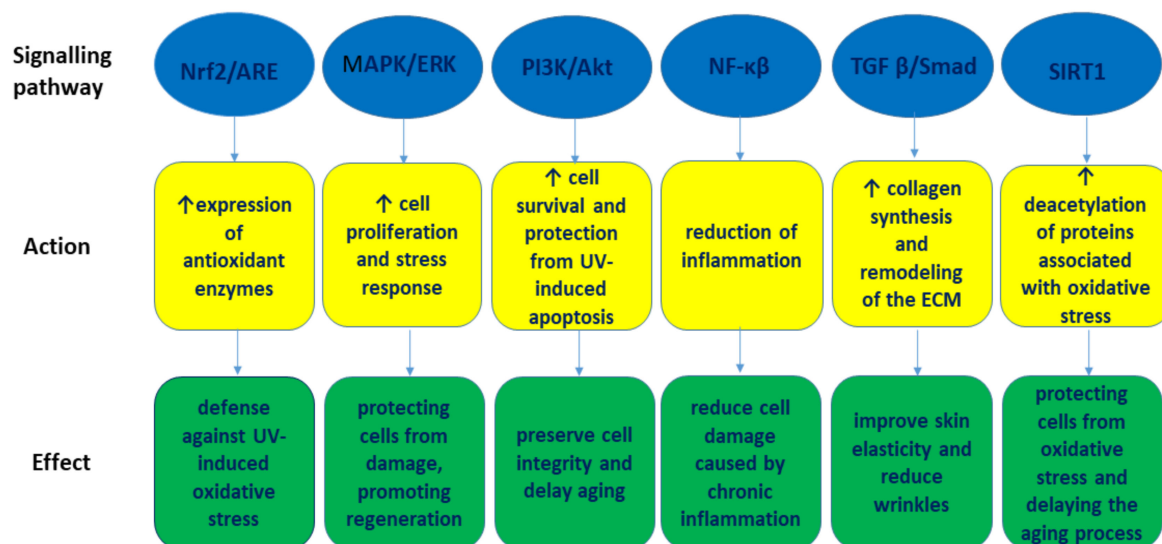 Signalling
pathway
Nrf2/ARE
MAPK/ERK
PI3K/Akt
NF-κβ
TGF β/Smad
SIRT1
Action
↑expression
of
antioxidant
enzymes
↑ cell
proliferation
and stress
response
↑ cell
survival and
protection
from UV-
induced
apoptosis
reduction of
inflammation
↑ collagen
synthesis
and
remodeling
of the ECM
↑
deacetylation
of proteins
associated
with oxidative
stress
Effect
defense
against UV-
induced
oxidative
stress
protecting
cells from
damage,
promoting
regeneration
preserve cell
integrity and
delay aging
reduce cell
damage
caused by
chronic
inflammation
improve skin
elasticity and
reduce
wrinkles
protecting
cells from
oxidative
stress and
delaying the
aging process